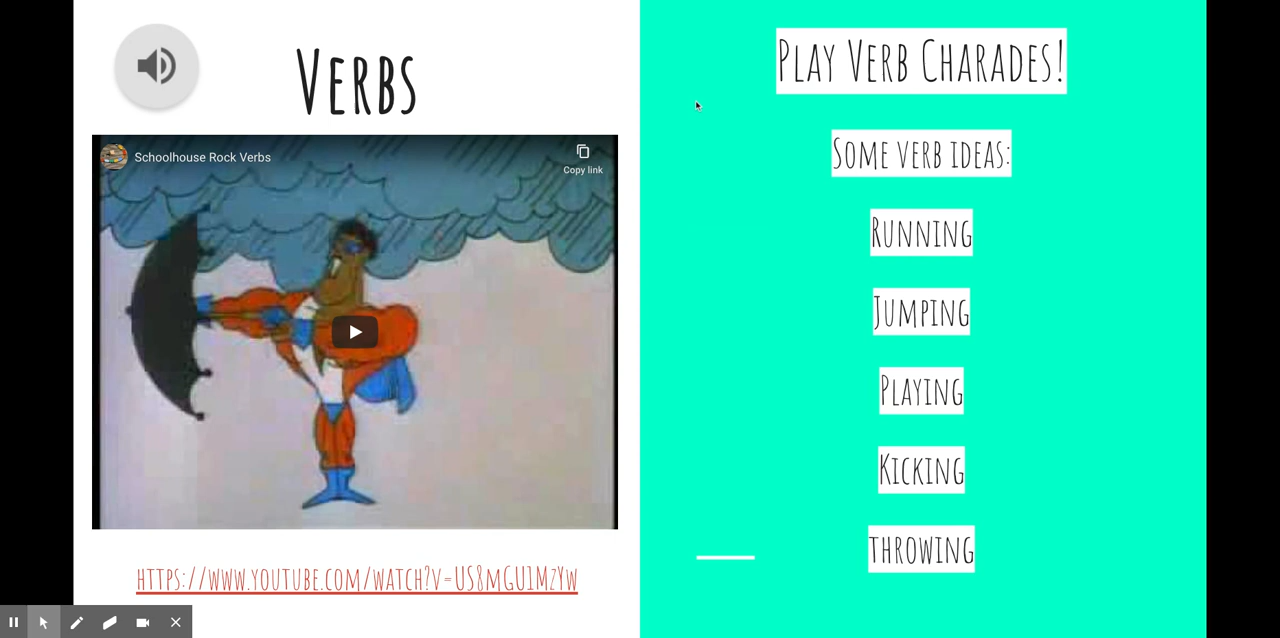 Verbs
Schoolhouse Rock Verbs
Copy link
https://www.youtube.com/watch?v=US8mGU1MzYw
Play Verb Charades!
Some verb ideas:
Running
Jumping
Playing
Kicking
throwing